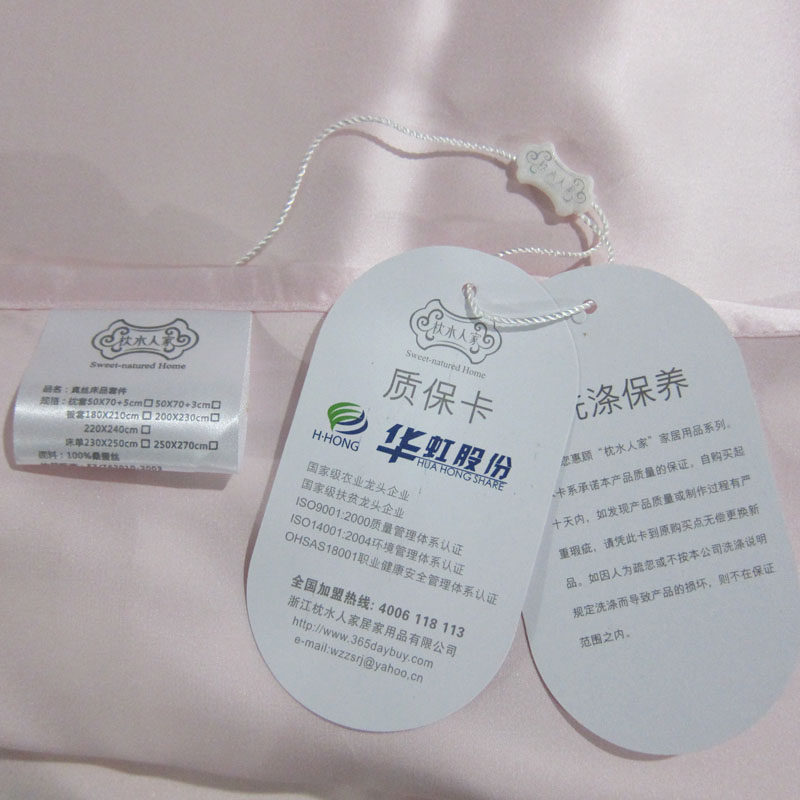 枕水人家
枕水人家
Sweet-natured Home
品名：真丝床品套件
规格：枕套50X70+5cm□ 50X70+3cm□
被套180X210cm□ 200X230cm□
220X240cm□
床单230X250cm□ 250X270cm□
面料：100%桑蚕丝
枕水人家
Sweet-natured Home
质保卡
H·HONG
华虹股份
HUA HONG SHARE
国家级农业龙头企业
国家级扶贫龙头企业
ISO9001:2000质量管理体系认证
ISO14001:2004环境管理体系认证
OHSAS18001职业健康安全管理体系认证
全国加盟热线: 4006 118 113
浙江枕水人家居家用品有限公司
http://www.365daybuy.com
e-mail:wzzsrj@yahoo,cn
洗涤保养
您惠顾“枕水人家”家居用品系列。
卡系承诺本产品质量的保证。自购买起
十天内，如发现产品质量或制作过程有严
重瑕疵，请凭此卡到原购买点无偿更换新
品。如因人为疏忽或不按本公司洗涤说明
规定洗涤而导致产品的损坏，则不在保证
范围之内。